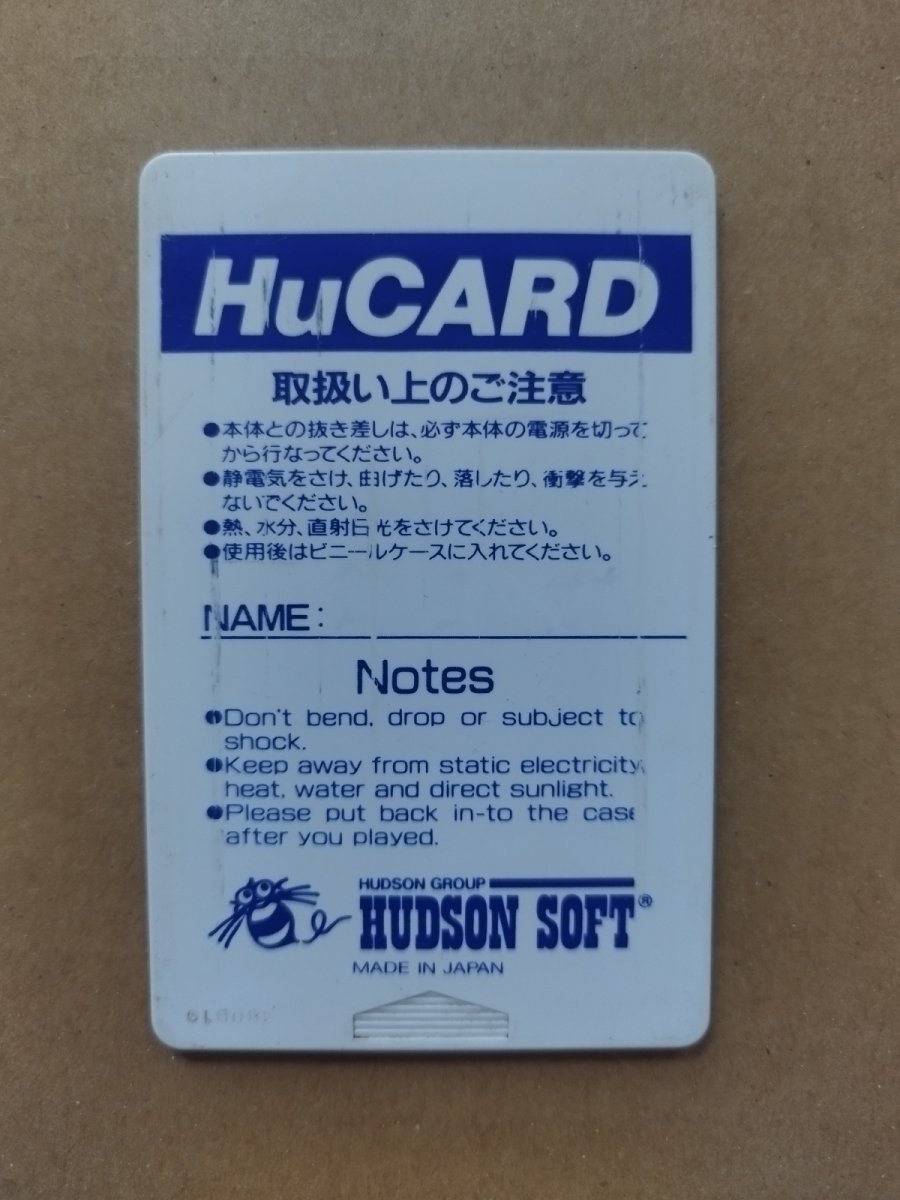 HuCARD
取扱い上のご注意
●本体との抜き差しは、必ず本体の電源を切って
から行なってください。
●静電気をさけ、曲げたり、落したり、衝撃を与え
ないでください。
●熱、水分、直射日光をさけてください。
●使用後はビニールケースに入れてください。
NAME:
Notes
●Don't bend, drop or subject to
shock.
●Keep away from static electricity,
heat, water and direct sunlight.
●Please put back in-to the case
after you played.
HUDSON GROUP
HUDSON SOFT®
MADE IN JAPAN